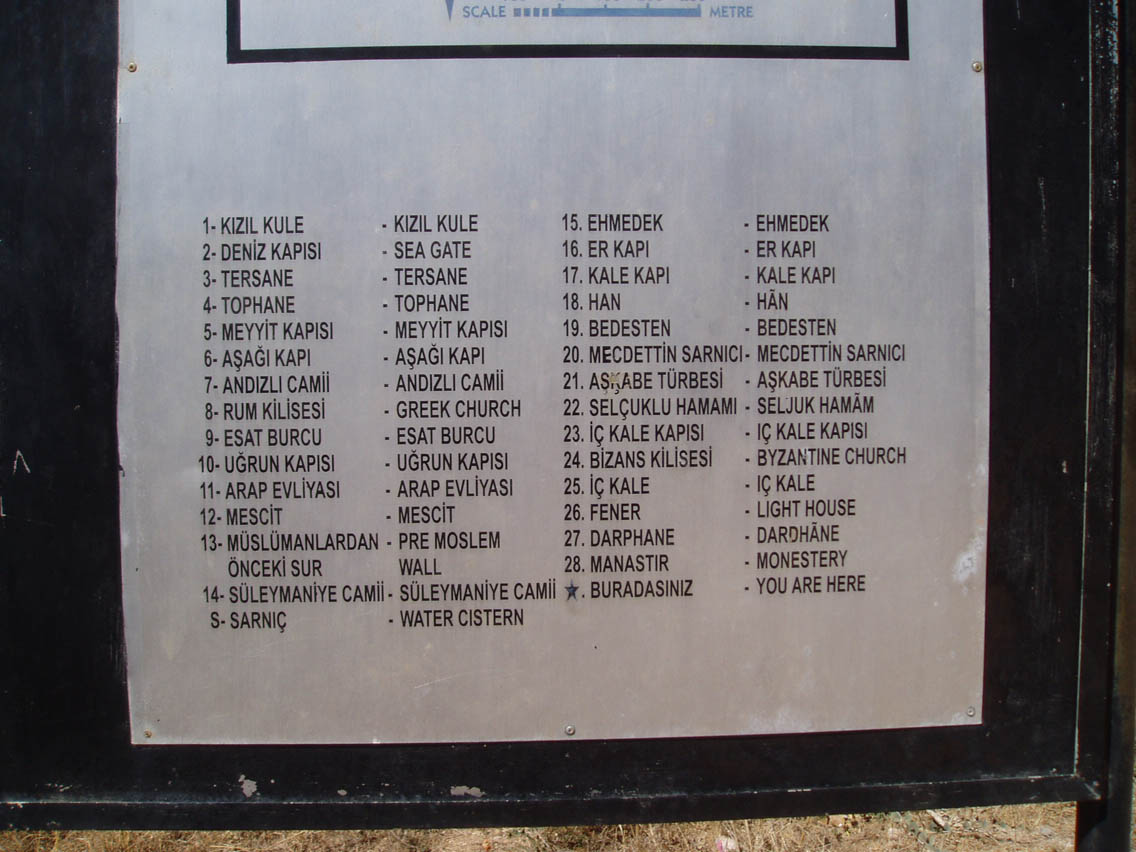 SCALE METRE
1- KIZIL KULE - KIZIL KULE
2- DENİZ KAPISI - SEA GATE
3- TERSANE - TERSANE
4- TOPHANE - TOPHANE
5- MEYYİT KAPISI - MEYYİT KAPISI
6- AŞAĞI KAPI - AŞAĞI KAPI
7- ANDIZLI CAMİİ - ANDIZLI CAMİİ
8- RUM KİLİSESİ - GREEK CHURCH
9- ESAT BURCU - ESAT BURCU
10- UĞRUN KAPISI - UĞRUN KAPISI
11- ARAP EVLİYASI - ARAP EVLİYASI
12- MESCİT - MESCİT
13- MÜSLÜMANLARDAN - PRE MOSLEM
ÖNCEKİ SUR WALL
14- SÜLEYMANİYE CAMİİ - SÜLEYMANİYE CAMİİ
S- SARNIÇ - WATER CISTERN
15. EHMEDEK - EHMEDEK
16. ER KAPI - ER KAPI
17. KALE KAPI - KALE KAPI
18. HAN - HÃN
19. BEDESTEN - BEDESTEN
20. MECDETTİN SARNICI - MECDETTİN SARNICI
21. AŞKABE TÜRBESİ - AŞKABE TÜRBESİ
22. SELÇUKLU HAMAMI - SELJUK HAMÃM
23. İÇ KALE KAPISI - IÇ KALE KAPISI
24. BİZANS KİLİSESİ - BYZANTINE CHURCH
25. İÇ KALE - IÇ KALE
26. FENER - LIGHT HOUSE
27. DARPHANE - DARDHÃNE
28. MANASTIR - MONESTERY
★. BURADASINIZ - YOU ARE HERE